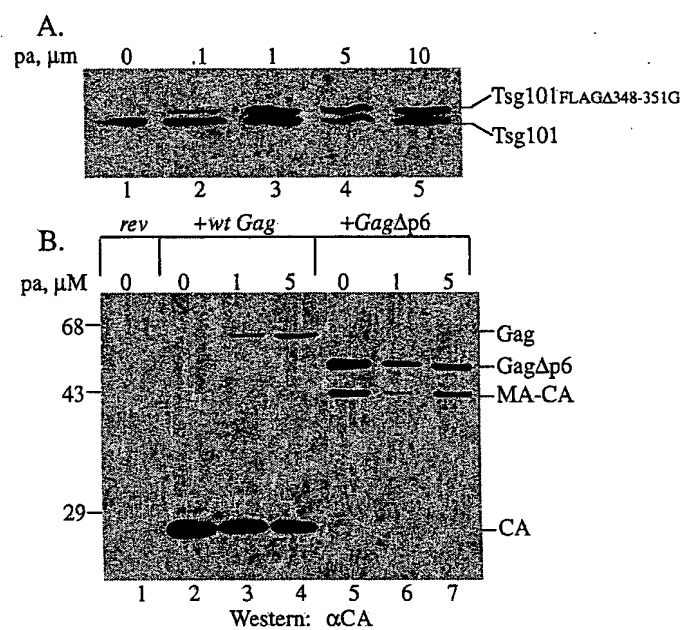 A.
pa, μm 0 .1 1 5 10
Tsg101FLAGΔ348-351G
Tsg101
1 2 3 4 5
rev +wt Gag +GagΔp6
B.
pa, μM 0 0 1 5 0 1 5
68
Gag
GagΔp6
43
MA-CA
29
CA
1 2 3 4 5 6 7
Western: αCA